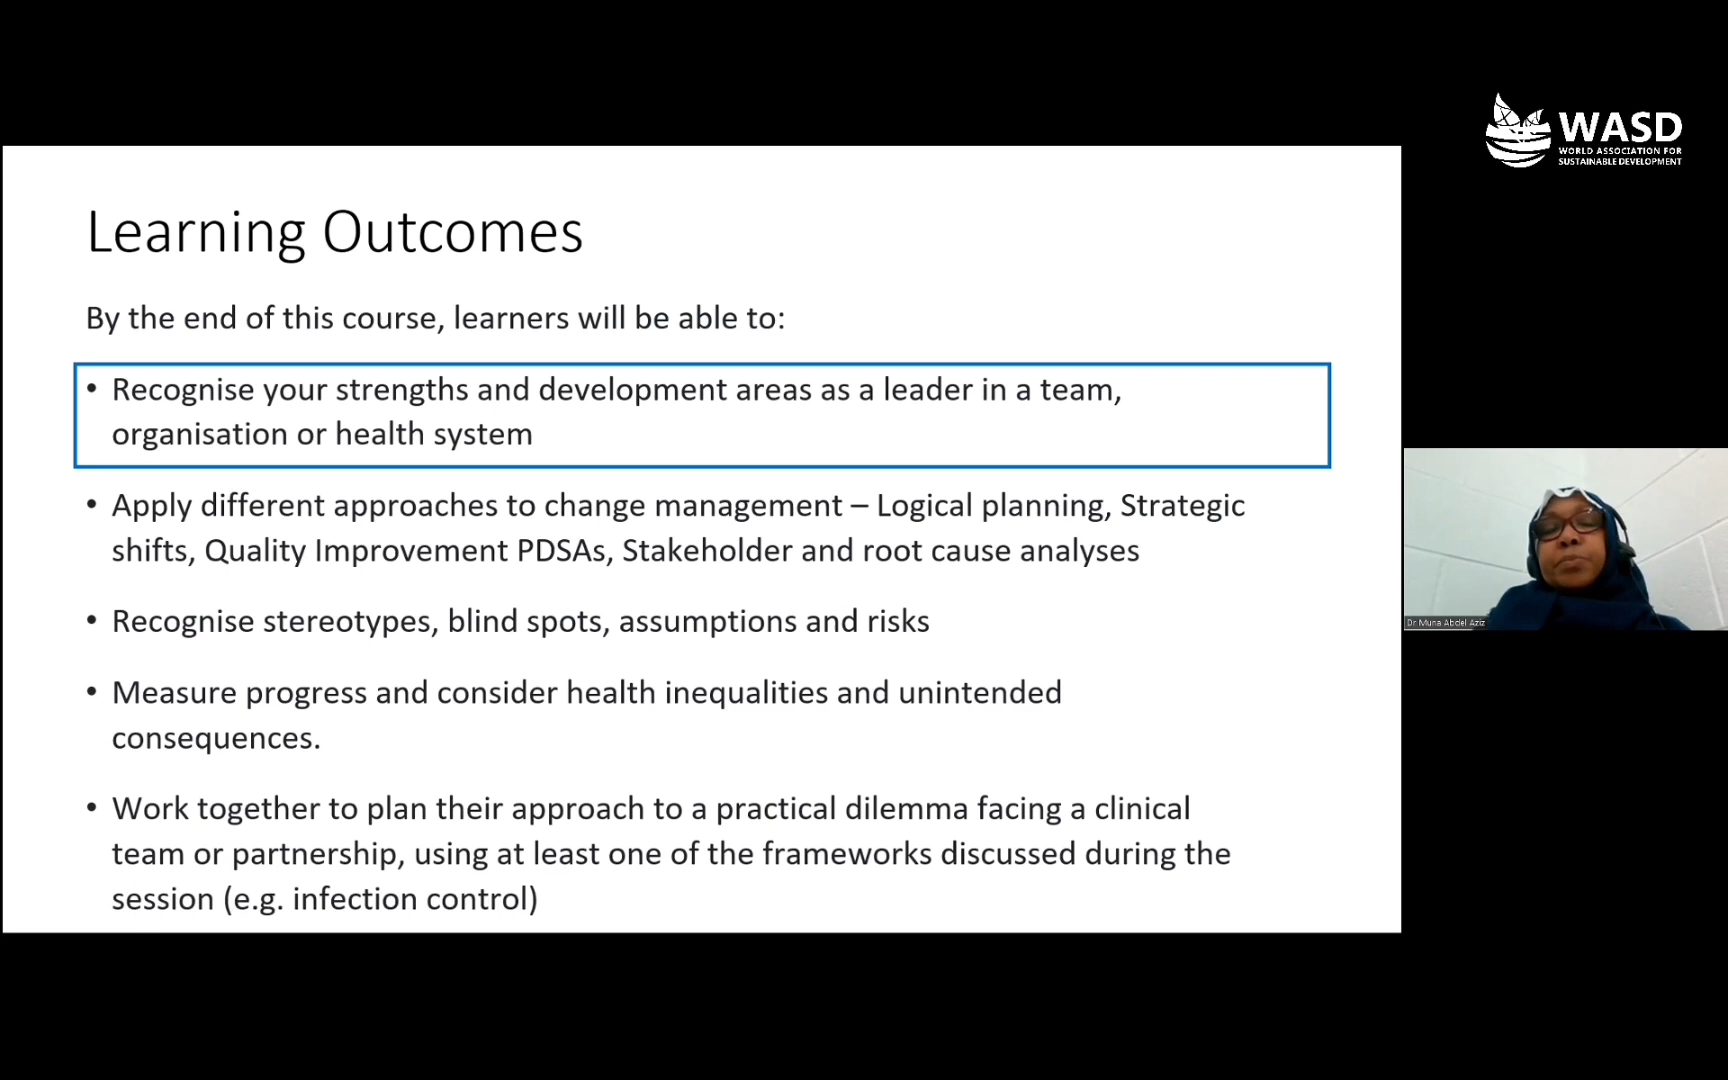 WASD
WORLD ASSOCIATION FOR
SUSTAINABLE DEVELOPMENT
Learning Outcomes
By the end of this course, learners will be able to:
• Recognise your strengths and development areas as a leader in a team,
organisation or health system
• Apply different approaches to change management – Logical planning, Strategic
shifts, Quality Improvement PDSAs, Stakeholder and root cause analyses
• Recognise stereotypes, blind spots, assumptions and risks
• Measure progress and consider health inequalities and unintended
consequences.
• Work together to plan their approach to a practical dilemma facing a clinical
team or partnership, using at least one of the frameworks discussed during the
session (e.g. infection control)
Dr Muna Abdel Aziz